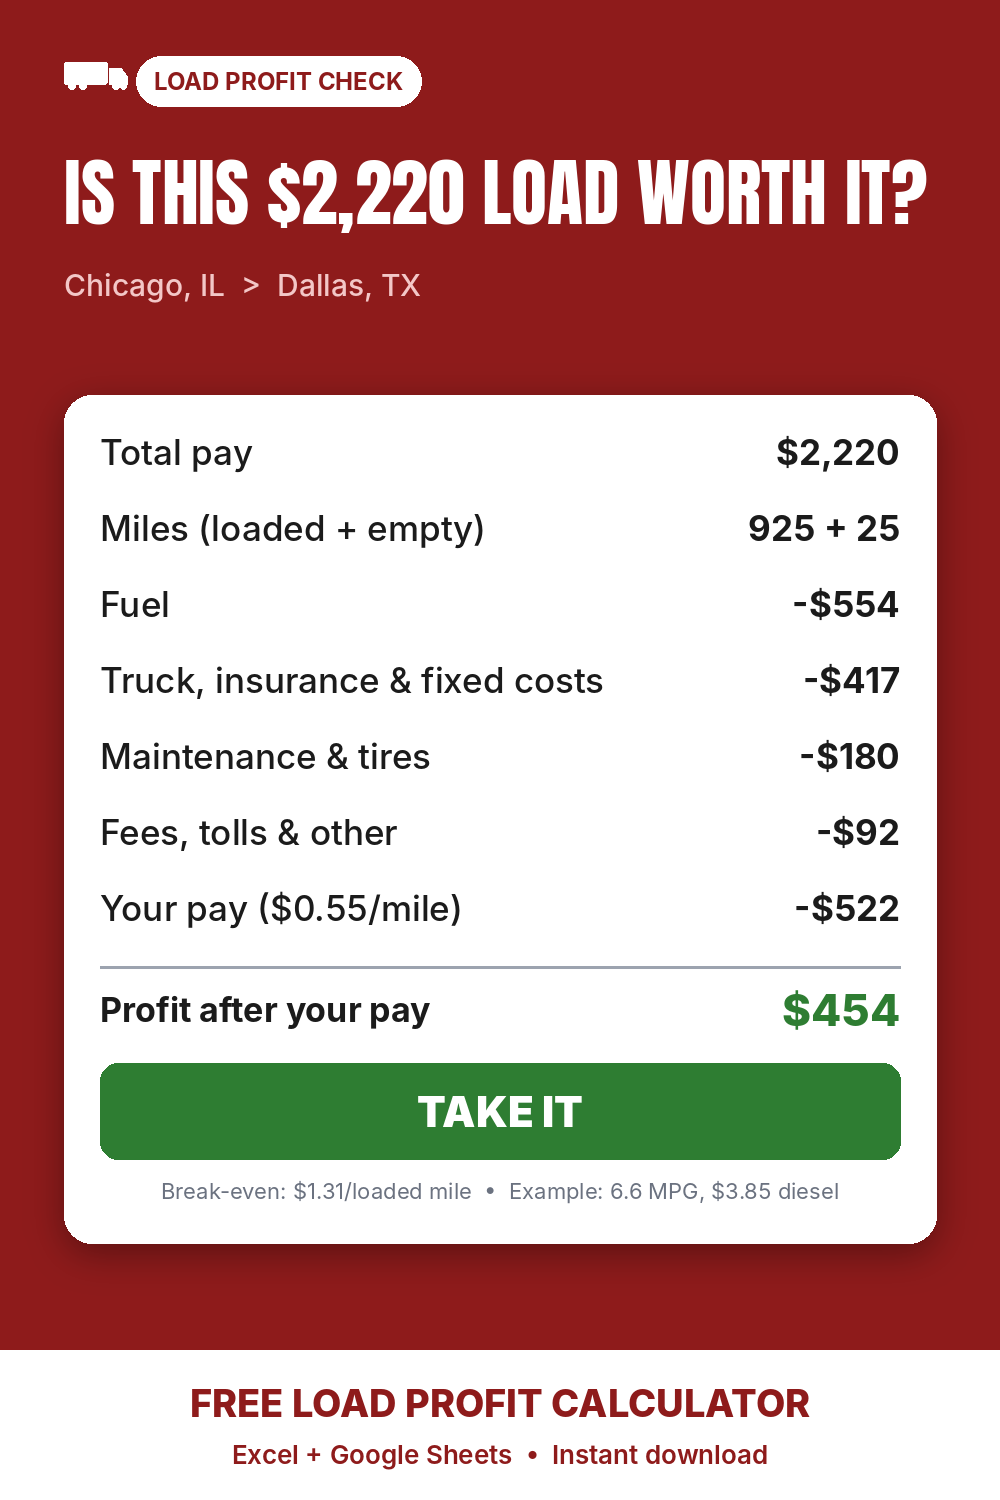 LOAD PROFIT CHECK
IS THIS $2,220 LOAD WORTH IT?
Chicago, IL > Dallas, TX
Total pay $2,220
Miles (loaded + empty) 925 + 25
Fuel -$554
Truck, insurance & fixed costs -$417
Maintenance & tires -$180
Fees, tolls & other -$92
Your pay ($0.55/mile) -$522
Profit after your pay $454
TAKE IT
Break-even: $1.31/loaded mile • Example: 6.6 MPG, $3.85 diesel
FREE LOAD PROFIT CALCULATOR
Excel + Google Sheets • Instant download